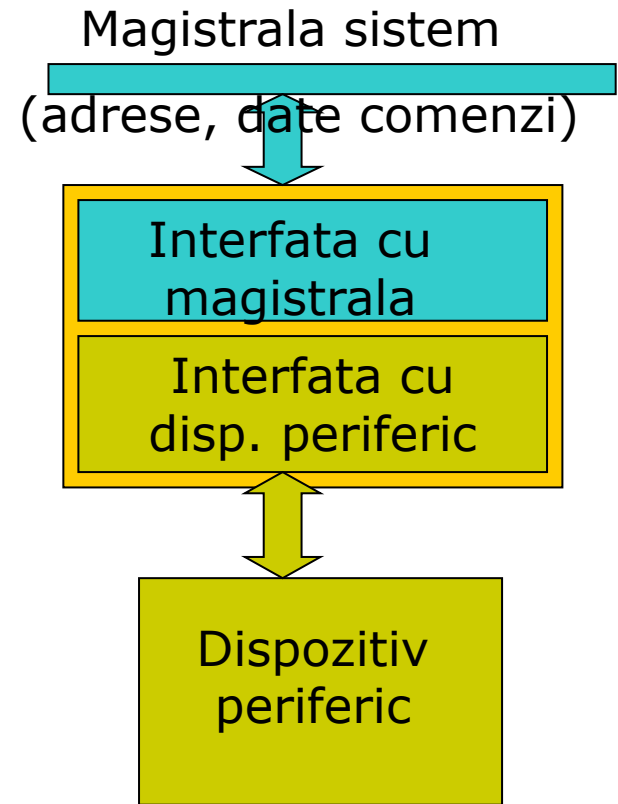 Magistrala sistem
(adrese, date comenzi)
Interfata cu
magistrala
Interfata cu
disp. periferic
Dispozitiv
periferic